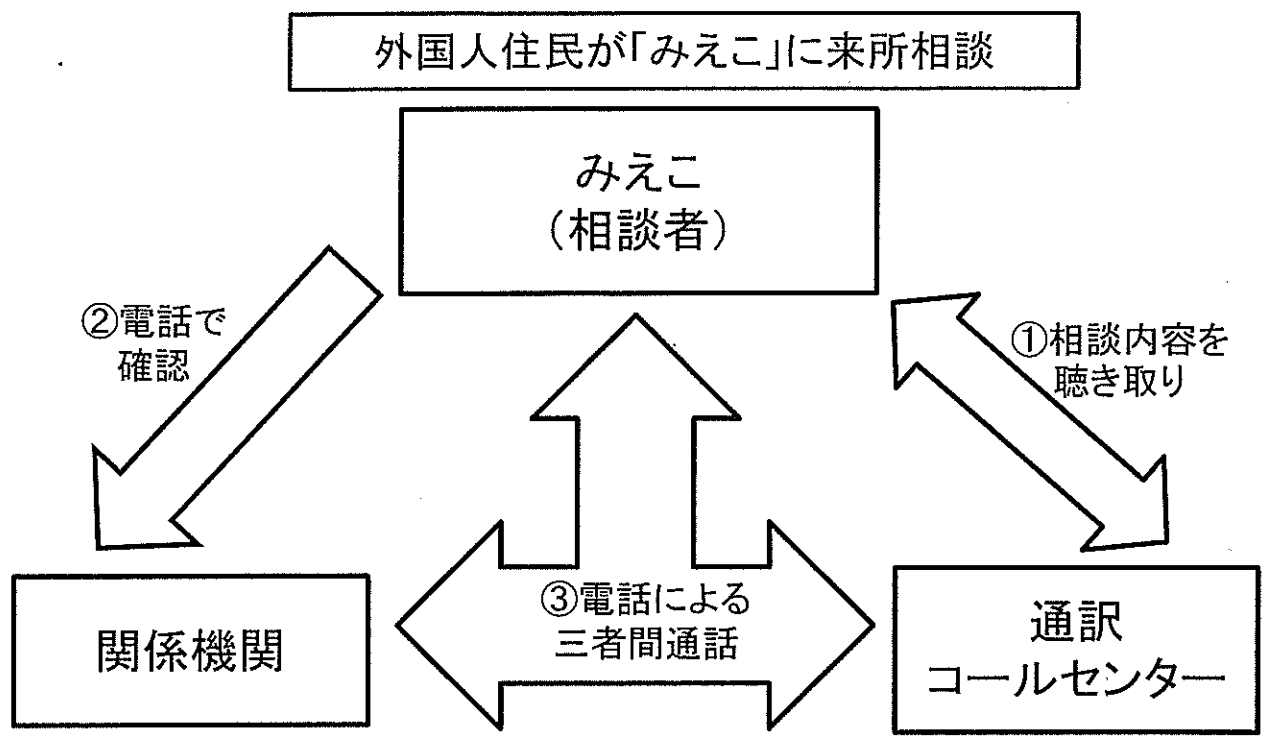 外国人住民が「みえこ」に来所相談
みえこ
（相談者）
②電話で
確認
①相談内容を
聴き取り
③電話による
三者間通話
関係機関
通訳
コールセンター